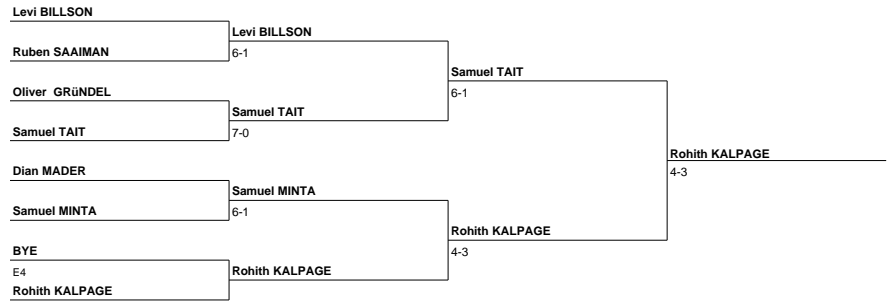 Levi BILLSON
Levi BILLSON
Ruben SAAIMAN
6-1
Samuel TAIT
Oliver GRüNDEL
6-1
Samuel TAIT
Samuel TAIT
7-0
Rohith KALPAGE
Dian MADER
4-3
Samuel MINTA
Samuel MINTA
6-1
Rohith KALPAGE
BYE
4-3
E4
Rohith KALPAGE
Rohith KALPAGE